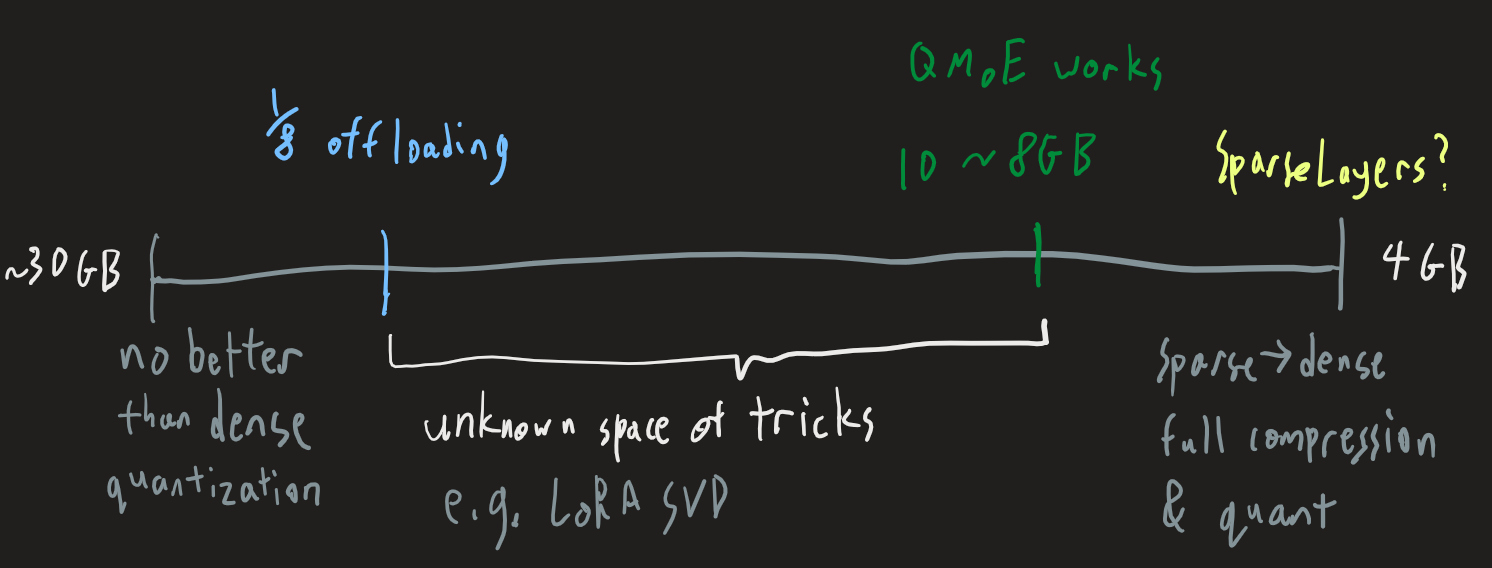 QMoE works
10 ~ 8GB
1/8 offloading
SparseLayers?
~30GB
4GB
no better
than dense
quantization
unknown space of tricks
e.g. LoRA SVD
Sparse→dense
full compression
& quant